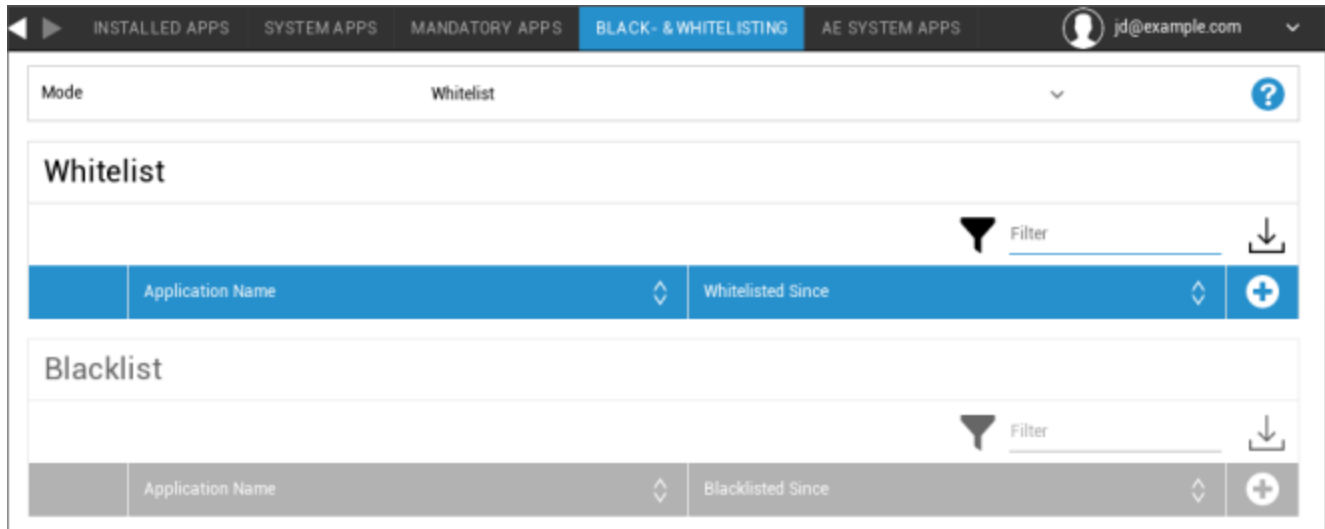 INSTALLED APPS SYSTEM APPS MANDATORY APPS BLACK- & WHITELISTING AE SYSTEM APPS jd@example.com
Mode Whitelist ?
Whitelist
Filter
Application Name Whitelisted Since
Blacklist
Filter
Application Name Blacklisted Since